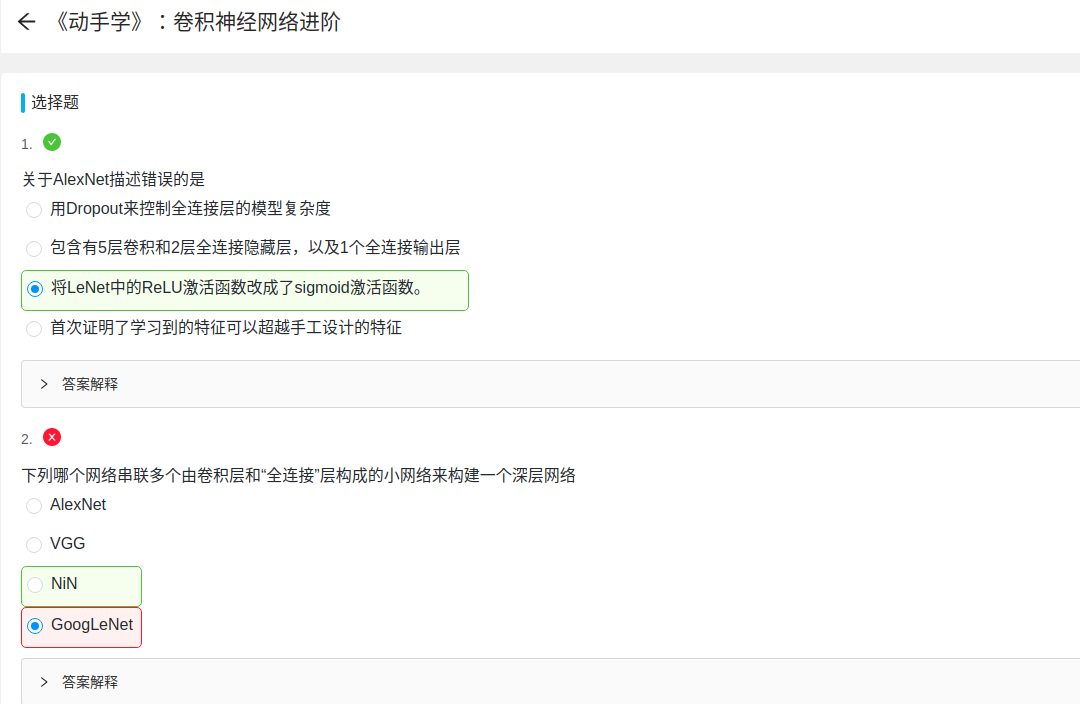 《动手学》：卷积神经网络进阶
选择题
1.
关于AlexNet描述错误的是
用Dropout来控制全连接层的模型复杂度
包含有5层卷积和2层全连接隐藏层，以及1个全连接输出层
将LeNet中的ReLU激活函数改成了sigmoid激活函数。
首次证明了学习到的特征可以超越手工设计的特征
答案解释
2.
下列哪个网络串联多个由卷积层和“全连接”层构成的小网络来构建一个深层网络
AlexNet
VGG
NiN
GoogLeNet
答案解释